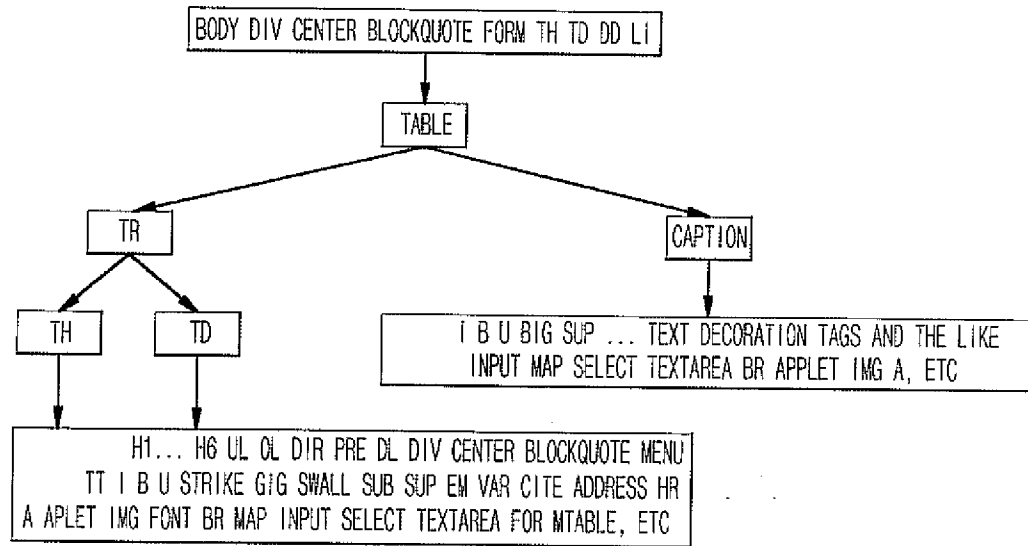 BODY DIV CENTER BLOCKQUOTE FORM TH TD DD LI
TABLE
TR
CAPTION
TH
TD
I B U BIG SUP ... TEXT DECORATION TAGS AND THE LIKE
INPUT MAP SELECT TEXTAREA BR APPLET IMG A, ETC
H1... H6 UL OL DIR PRE DL DIV CENTER BLOCKQUOTE MENU
TT I B U STRIKE GIG SWALL SUB SUP EM VAR CITE ADDRESS HR
A APLET IMG FONT BR MAP INPUT SELECT TEXTAREA FOR MTABLE, ETC